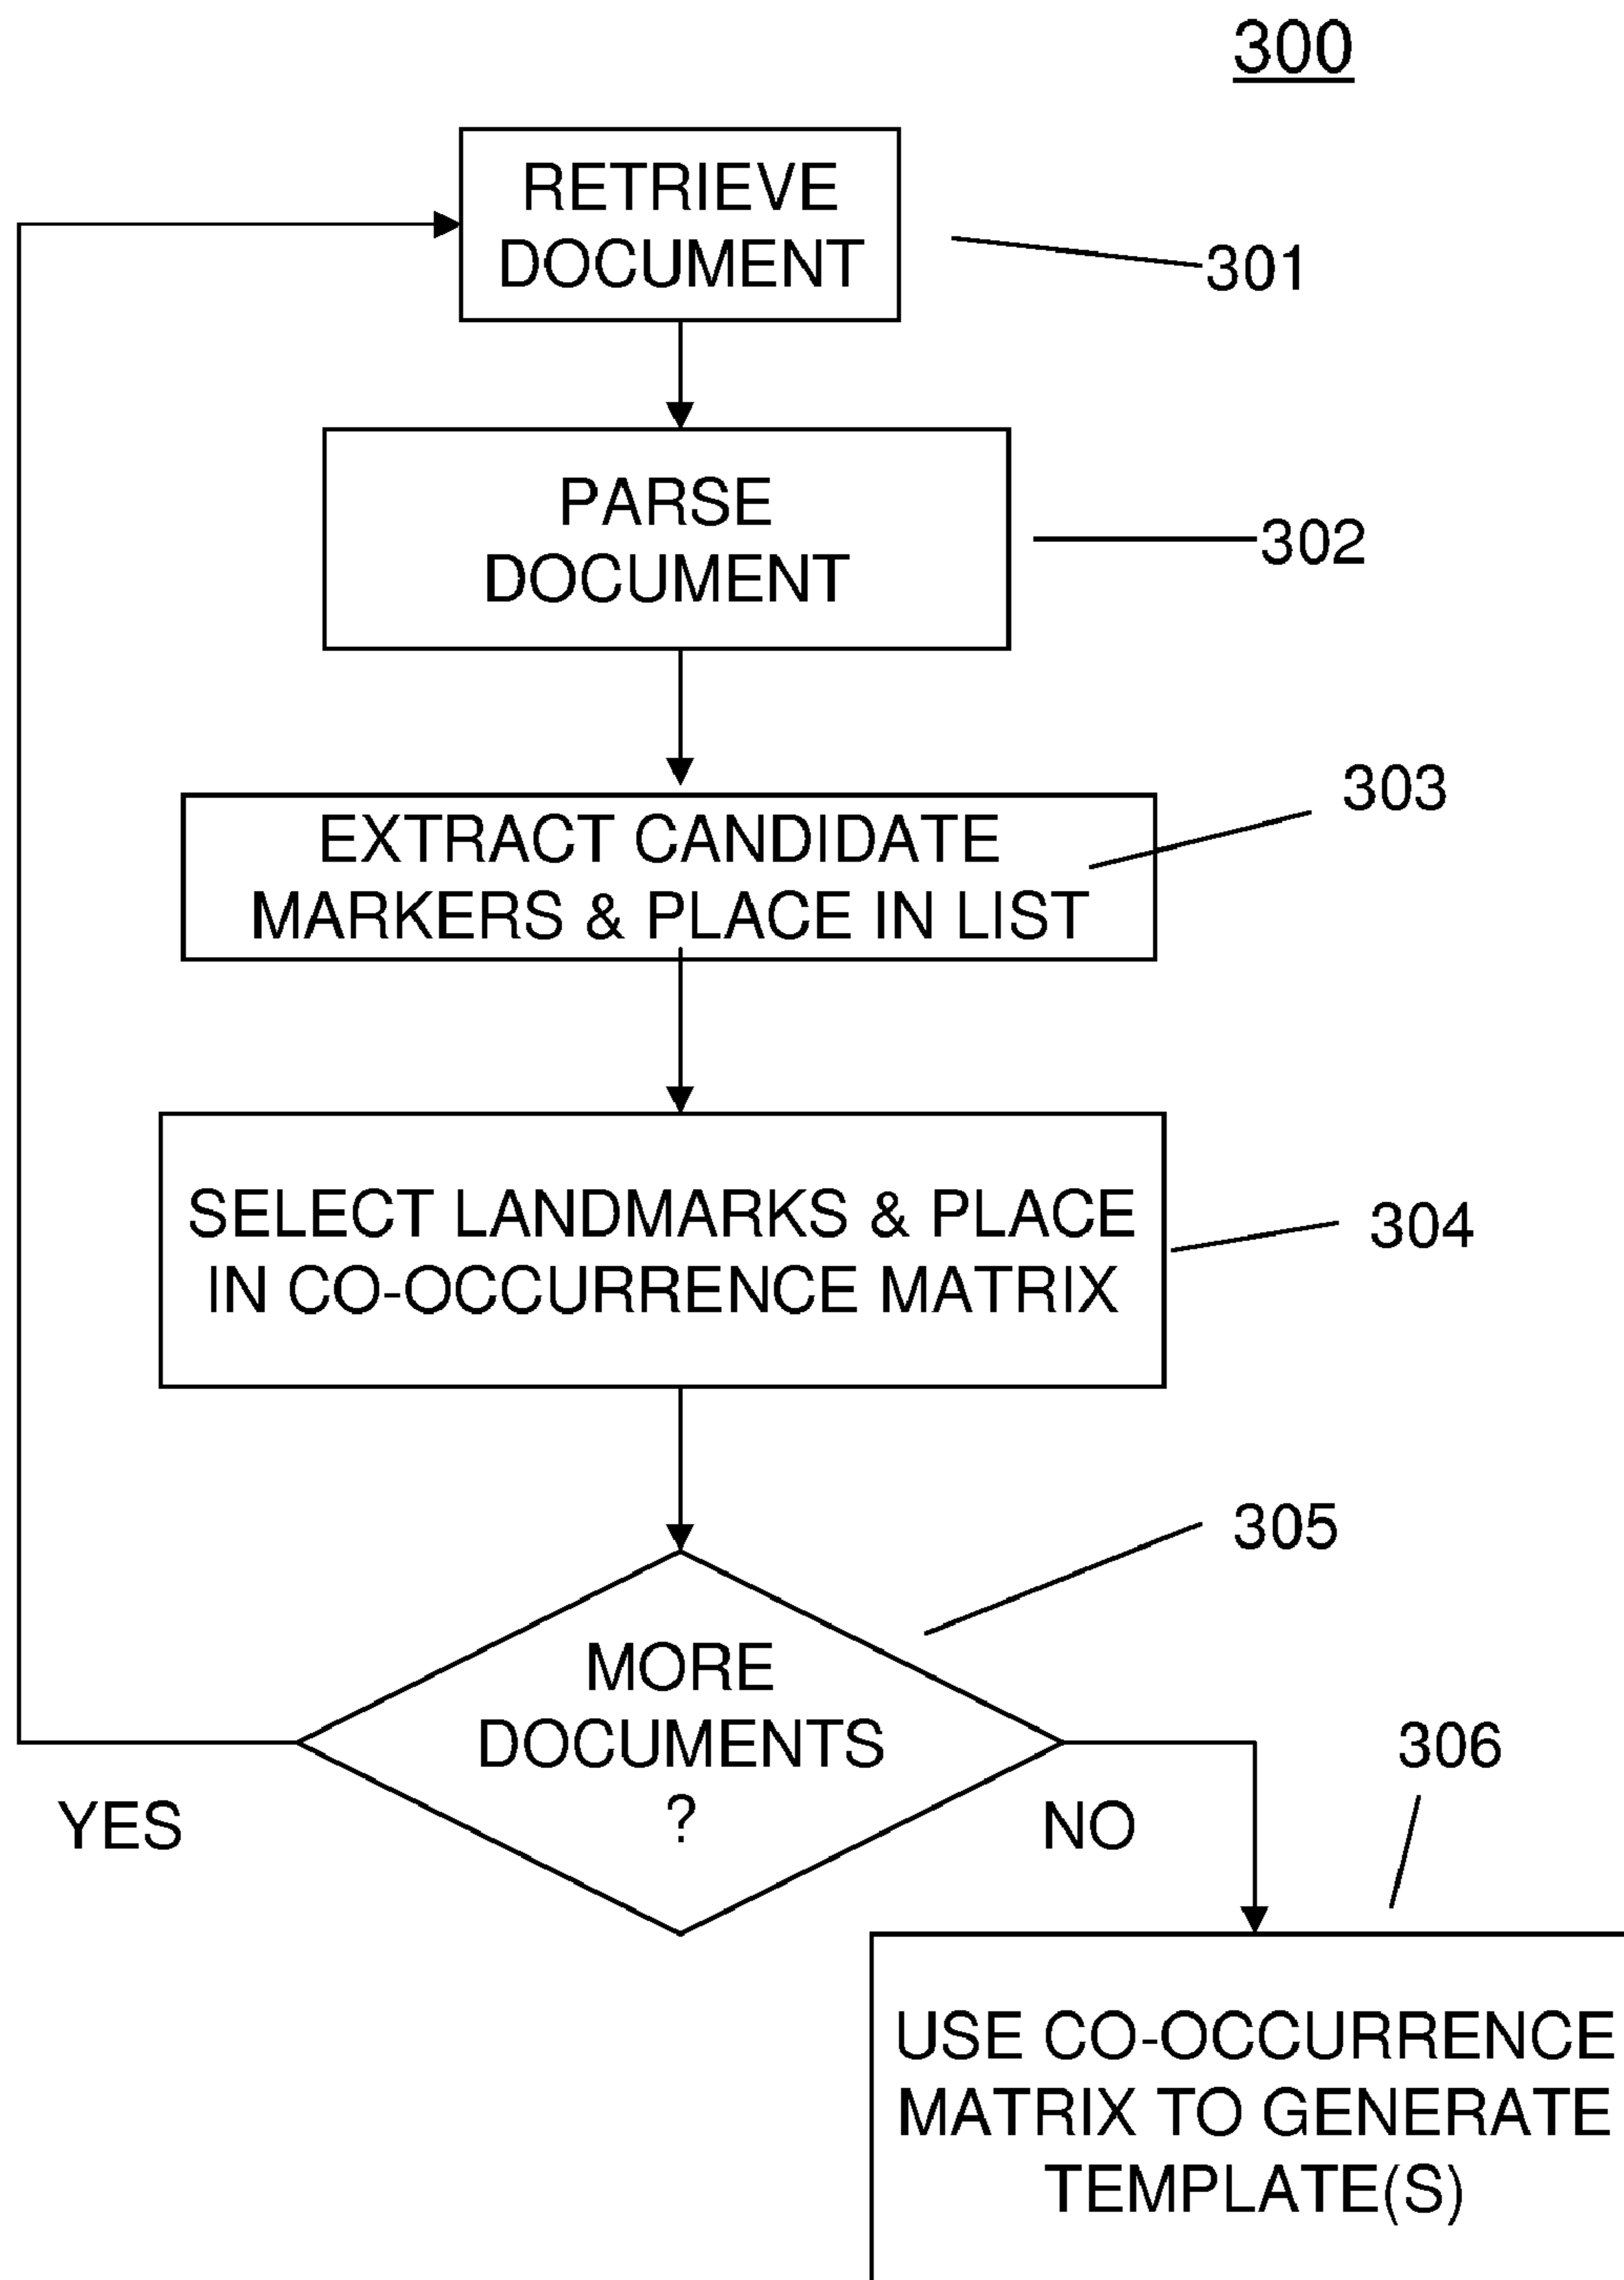 300
RETRIEVE
DOCUMENT
301
PARSE
DOCUMENT
302
303
EXTRACT CANDIDATE
MARKERS & PLACE IN LIST
SELECT LANDMARKS & PLACE
IN CO-OCCURRENCE MATRIX
304
305
MORE
DOCUMENTS
?
YES
NO
306
USE CO-OCCURRENCE
MATRIX TO GENERATE
TEMPLATE(S)